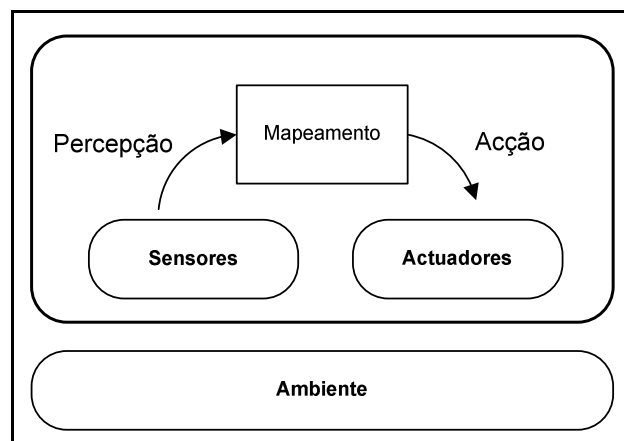 Mapeamento
Percepção
Acção
Sensores
Actuadores
Ambiente